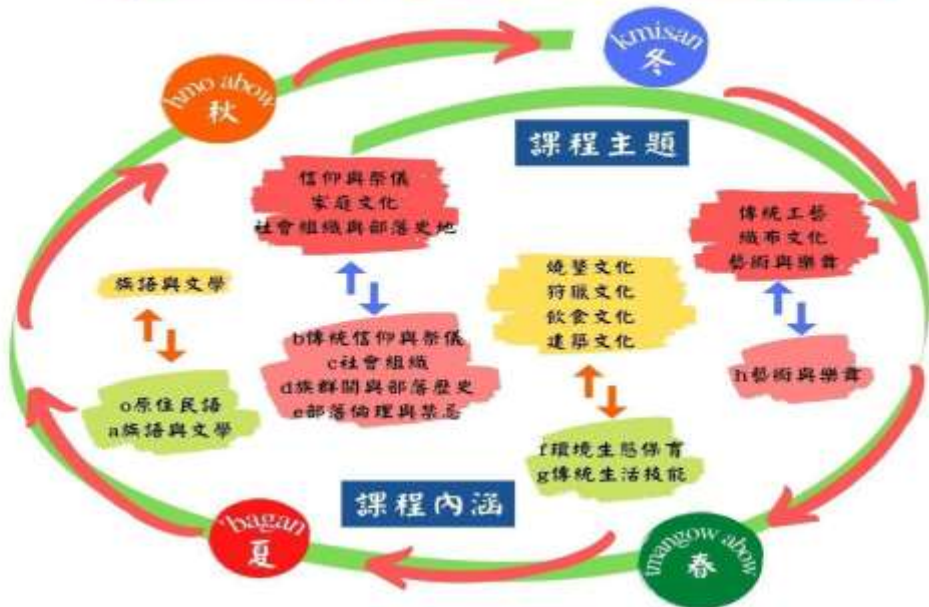 kmisan
冬
hmo abow
秋
課程主題
信仰與祭儀
家庭文化
社會組織與部落史地
傳統工藝
織布文化
藝術與樂舞
燒墾文化
狩獵文化
飲食文化
建築文化
族語與文學
b傳統信仰與祭儀
c社會組織
d族群關與部落歷史
e部落倫理與禁忌
h藝術與樂舞
o原住民語
a族語與文學
f環境生態保育
g傳統生活技能
課程內涵
'bagan
夏
imangow abow
春